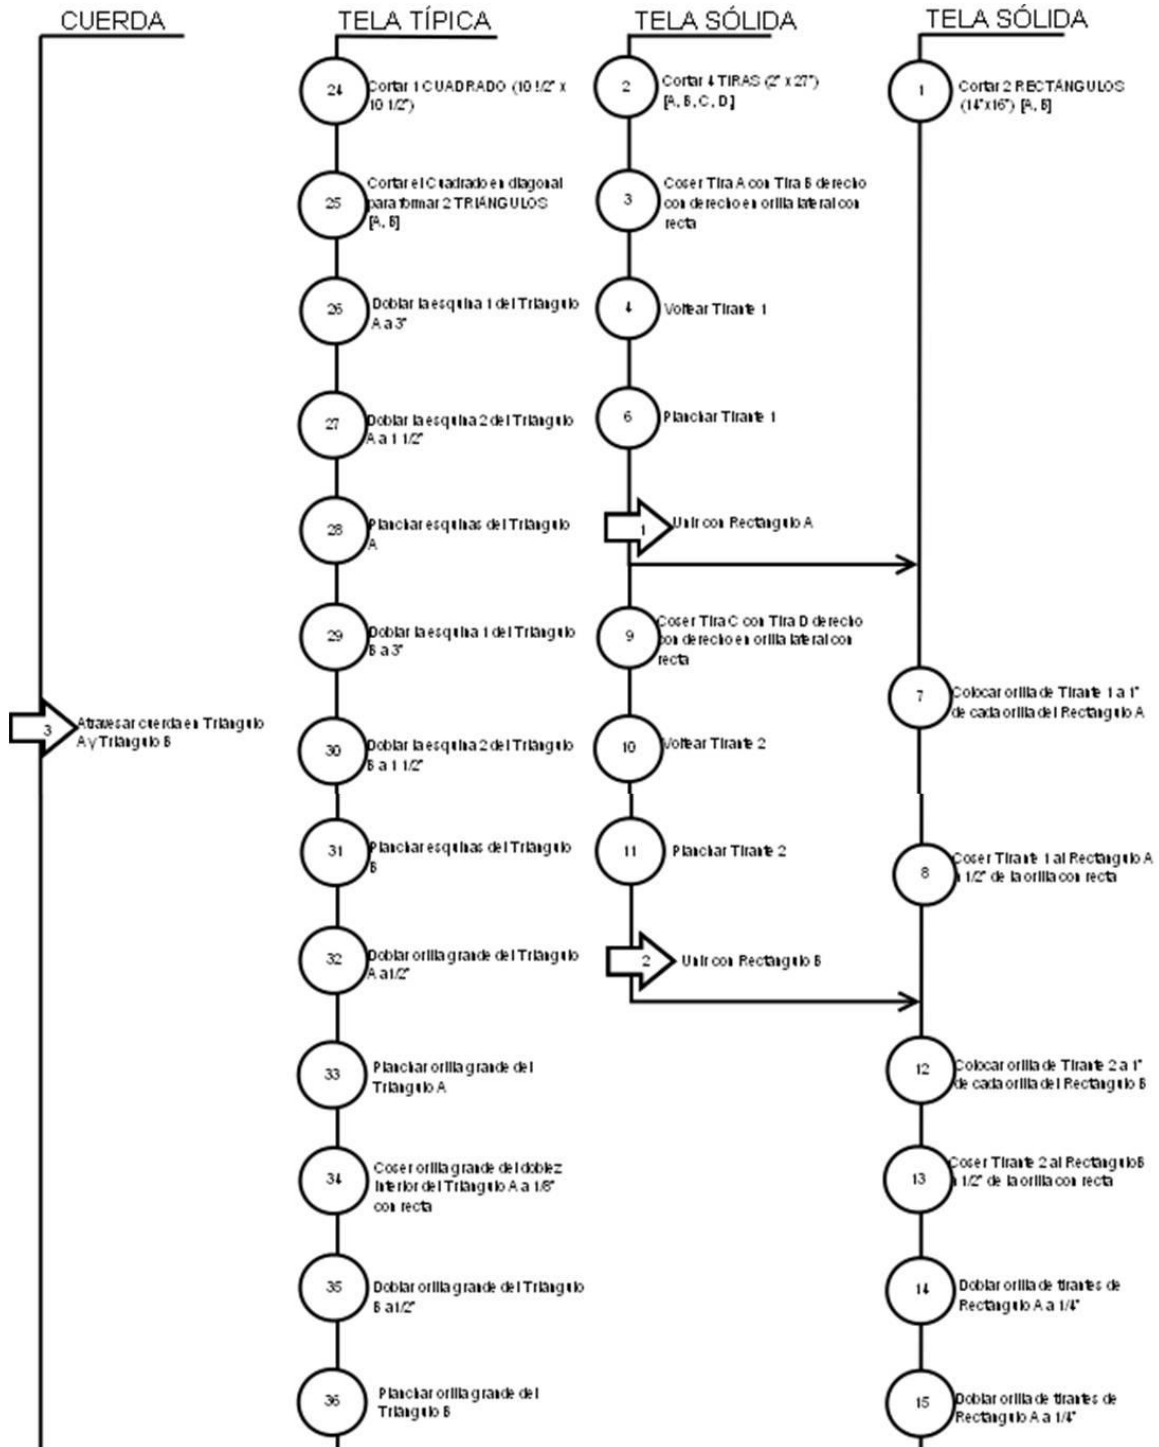 CUERDA
3
Atravesar cuerda en Triángulo
A y Triángulo B
TELA TÍPICA
24
Cortar 1 CUADRADO (10 1/2" x
10 1/2")
25
Cortar el Cuadrado en diagonal
para formar 2 TRIÁNGULOS
[A, B]
26
Doblar la esquina 1 del Triángulo
A a 3"
27
Doblar la esquina 2 del Triángulo
A a 1 1/2"
28
Planchar esquinas del Triángulo
A
29
Doblar la esquina 1 del Triángulo
B a 3"
30
Doblar la esquina 2 del Triángulo
B a 1 1/2"
31
Planchar esquinas del Triángulo
B
32
Doblar orilla grande del Triángulo
A a 1/2"
33
Planchar orilla grande del
Triángulo A
34
Coser orilla grande del doblez
interior del Triángulo A a 1/8"
con recta
35
Doblar orilla grande del Triángulo
B a 1/2"
36
Planchar orilla grande del
Triángulo B
TELA SÓLIDA
2
Cortar 4 TIRAS (2" x 27")
[A, B, C, D]
3
Coser Tira A con Tira B derecho
con derecho en orilla lateral con
recta
4
Voltear Tirante 1
6
Planchar Tirante 1
1
Unir con Rectángulo A
9
Coser Tira C con Tira D derecho
con derecho en orilla lateral con
recta
10
Voltear Tirante 2
11
Planchar Tirante 2
2
Unir con Rectángulo B
TELA SÓLIDA
1
Cortar 2 RECTÁNGULOS
(14"x16") [A, B]
7
Colocar orilla de Tirante 1 a 1"
de cada orilla del Rectángulo A
8
Coser Tirante 1 al Rectángulo A
a 1/2" de la orilla con recta
12
Colocar orilla de Tirante 2 a 1"
de cada orilla del Rectángulo B
13
Coser Tirante 2 al Rectángulo B
a 1/2" de la orilla con recta
14
Doblar orilla de tirantes de
Rectángulo A a 1/4"
15
Doblar orilla de tirantes de
Rectángulo A a 1/4"